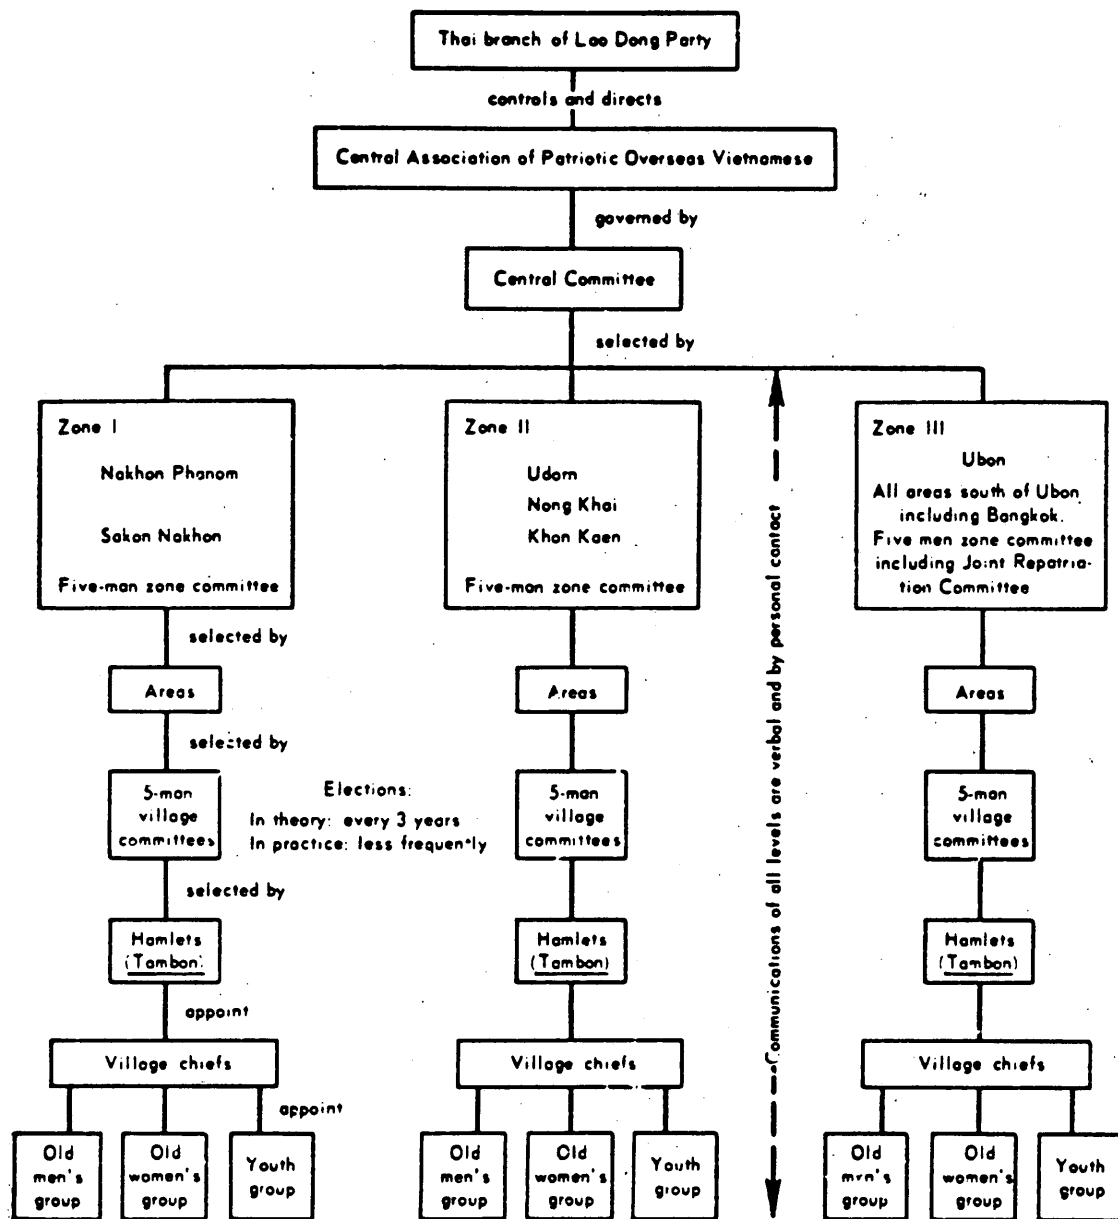 Thai branch of Lao Dong Party
controls and directs
Central Association of Patriotic Overseas Vietnamese
governed by
Central Committee
selected by
Zone I
Nakhon Phanom
Sakon Nakhon
Five-man zone committee
Zone II
Udorn
Nong Khai
Khon Kaen
Five-man zone committee
Zone III
Ubon
All areas south of Ubon
including Bangkok.
Five men zone committee
including Joint Repatria-
tion Committee
Communications of all levels are verbal and by personal contact
selected by
Areas
Areas
Areas
selected by
5-man
village
committees
Elections:
In theory: every 3 years
In practice: less frequently
5-man
village
committees
5-man
village
committees
selected by
Hamlets
(Tambon)
Hamlets
(Tambon)
Hamlets
(Tambon)
appoint
Village chiefs
Village chiefs
Village chiefs
appoint
Old
men's
group
Old
women's
group
Youth
group
Old
men's
group
Old
women's
group
Youth
group
Old
men's
group
Old
women's
group
Youth
group